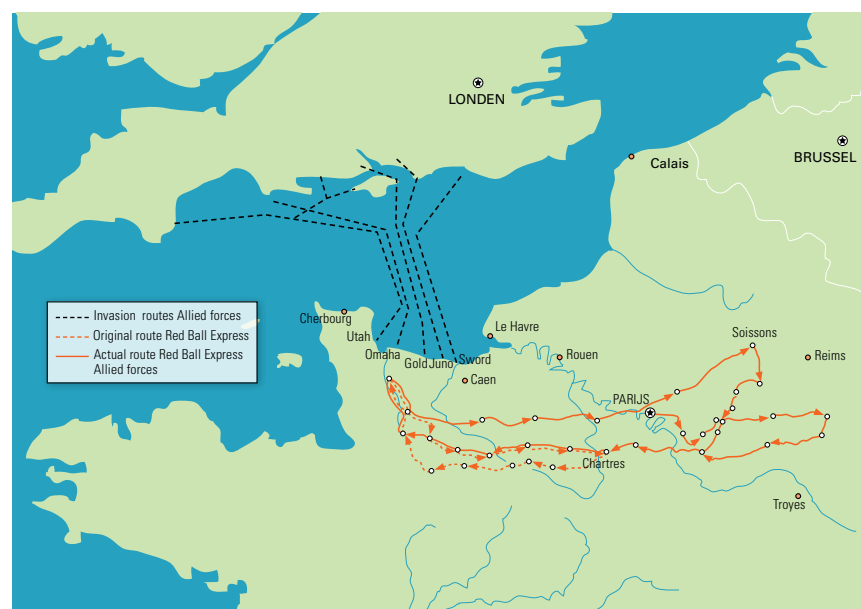 LONDEN
BRUSSEL
Calais
Invasion routes Allied forces
Original route Red Ball Express
Actual route Red Ball Express
Allied forces
Cherbourg
Utah
Omaha
Gold
Juno
Sword
Le Havre
Caen
Rouen
Soissons
Reims
PARIJS
Chartres
Troyes